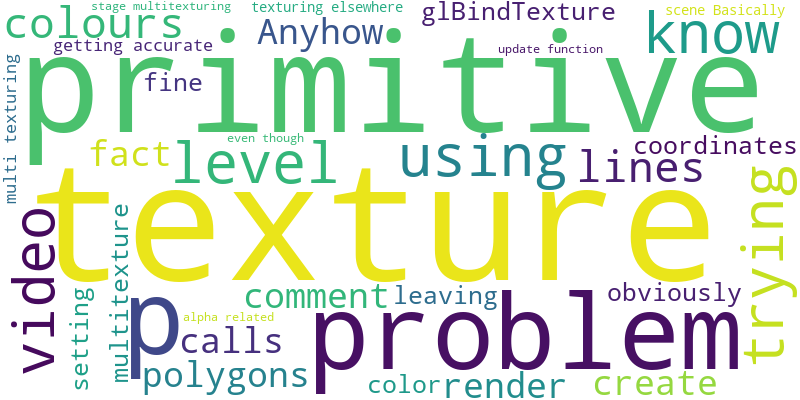 stage multitexturing
texturing elsewhere
glBindTexture
scene Basically
colours
Anyhow
know
getting accurate
update function
primitive
fine
multi texturing
even though
fact
level
using
lines
coordinates
texture
trying
video
multitexture
setting
p
comment
leaving
obviously
alpha related
problem
calls
polygons
color
render
create